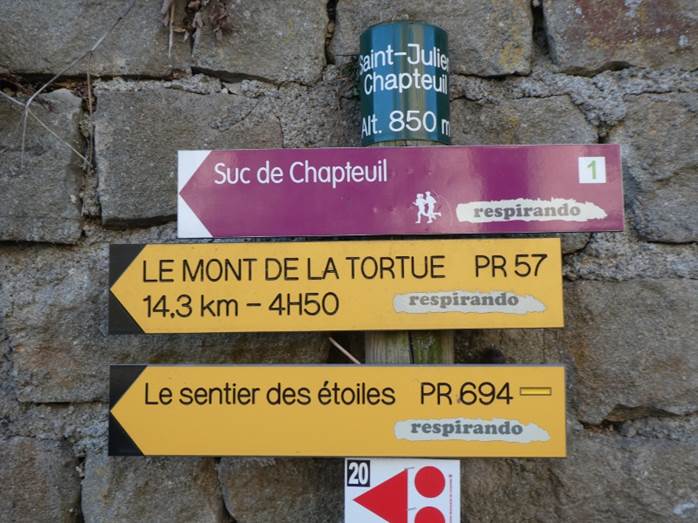 Saint-Julien
Chapteuil
Alt. 850 m
Suc de Chapteuil
1
respirando
LE MONT DE LA TORTUE PR 57
14,3 km – 4H50
respirando
Le sentier des étoiles PR 694
respirando
20